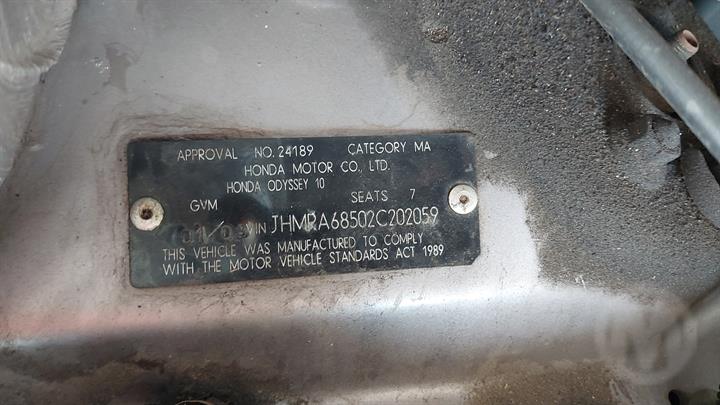 APPROVAL NO. 24189 CATEGORY MA
HONDA MOTOR CO., LTD.
HONDA ODYSSEY 10
GVM SEATS 7
VIN JHMRA68502C202059
THIS VEHICLE WAS MANUFACTURED TO COMPLY
WITH THE MOTOR VEHICLE STANDARDS ACT 1989
M